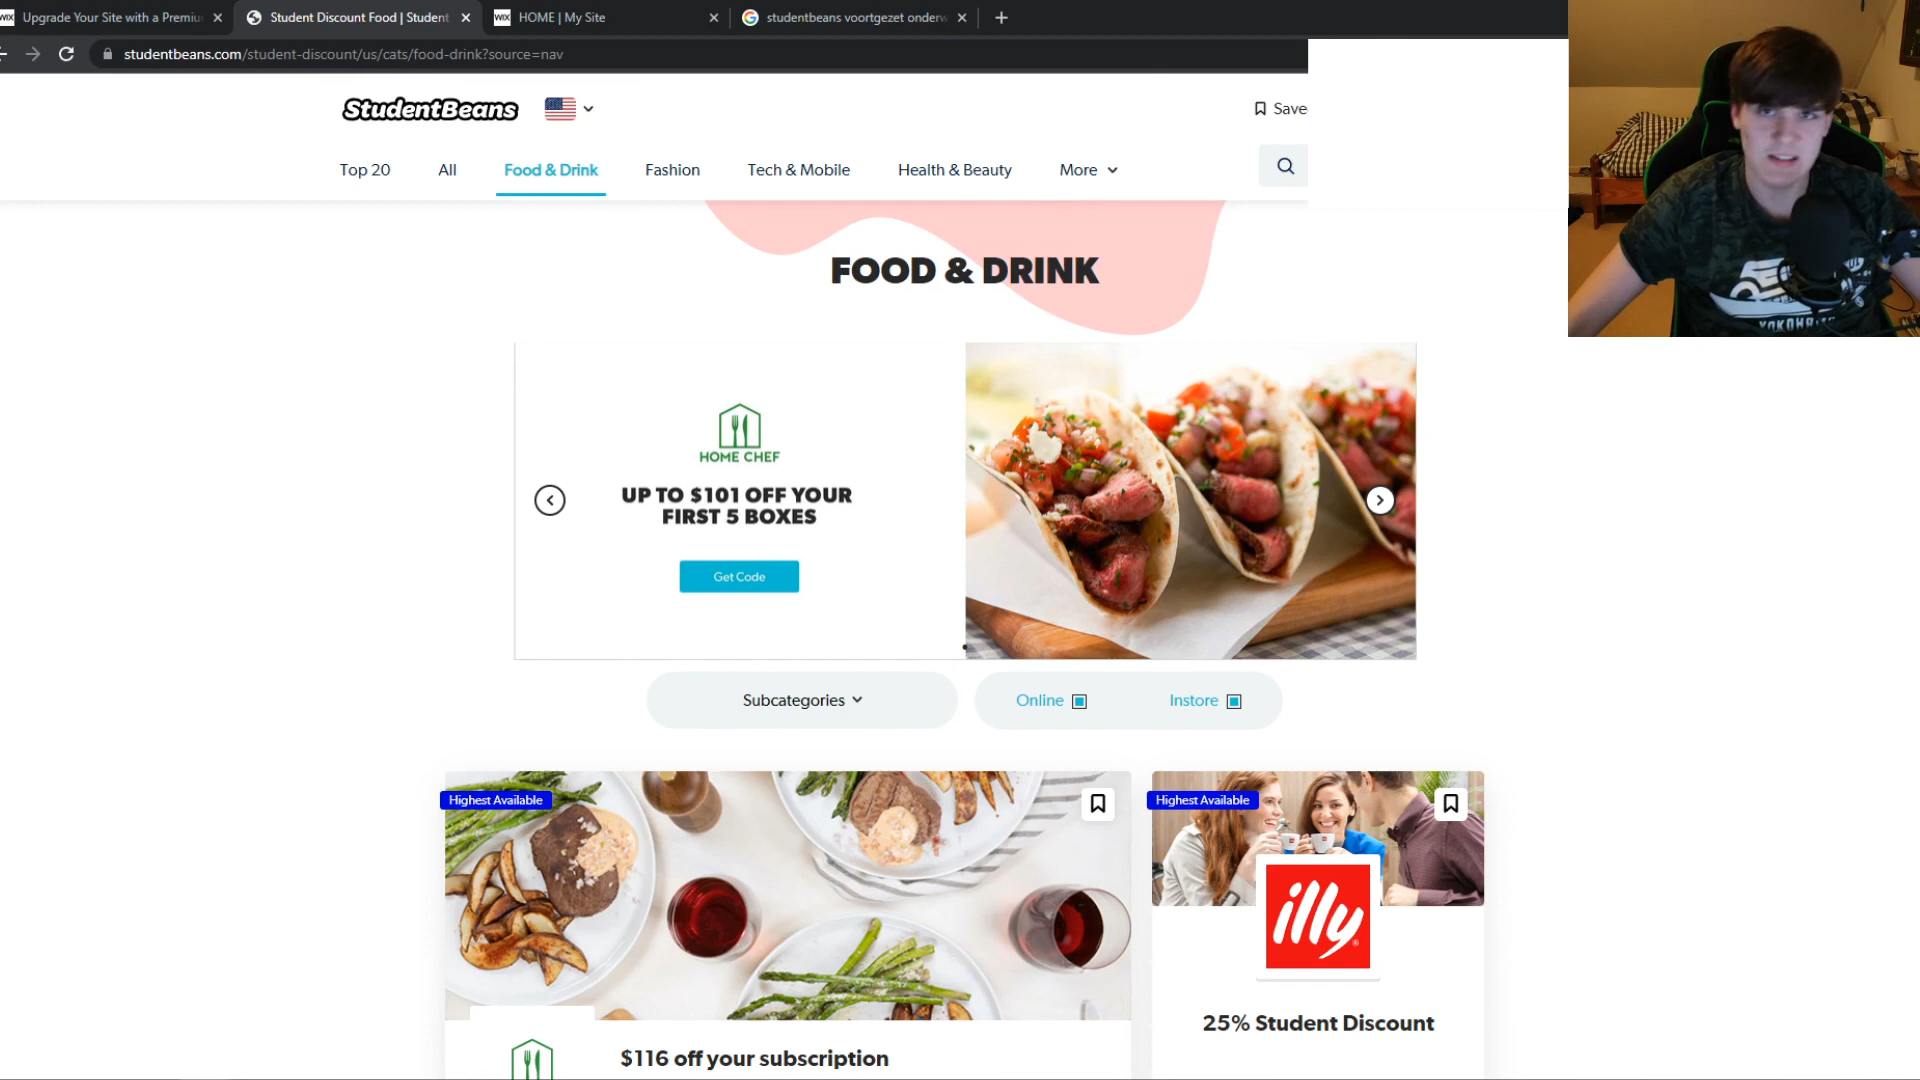 WIX Upgrade Your Site with a Premiu
Student Discount Food | Student
WIX HOME | My Site
studentbeans voortgezet onderw
studentbeans.com/student-discount/us/cats/food-drink?source=nav
StudentBeans
Save
Top 20
All
Food & Drink
Fashion
Tech & Mobile
Health & Beauty
More
FOOD & DRINK
HOME CHEF
UP TO $101 OFF YOUR
FIRST 5 BOXES
Get Code
Subcategories
Online
Instore
Highest Available
Highest Available
illy
25% Student Discount
$116 off your subscription